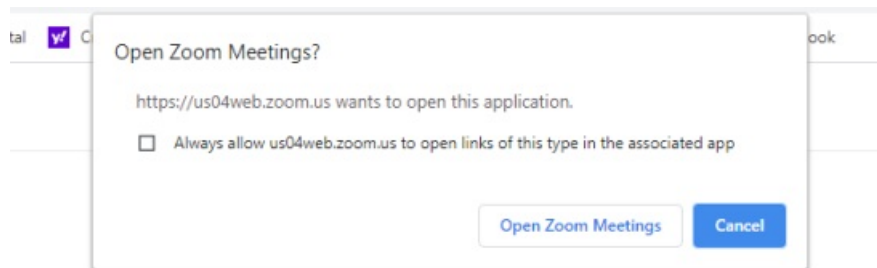 tal y! C ook
Open Zoom Meetings?
https://us04web.zoom.us wants to open this application.
Always allow us04web.zoom.us to open links of this type in the associated app
Open Zoom Meetings Cancel